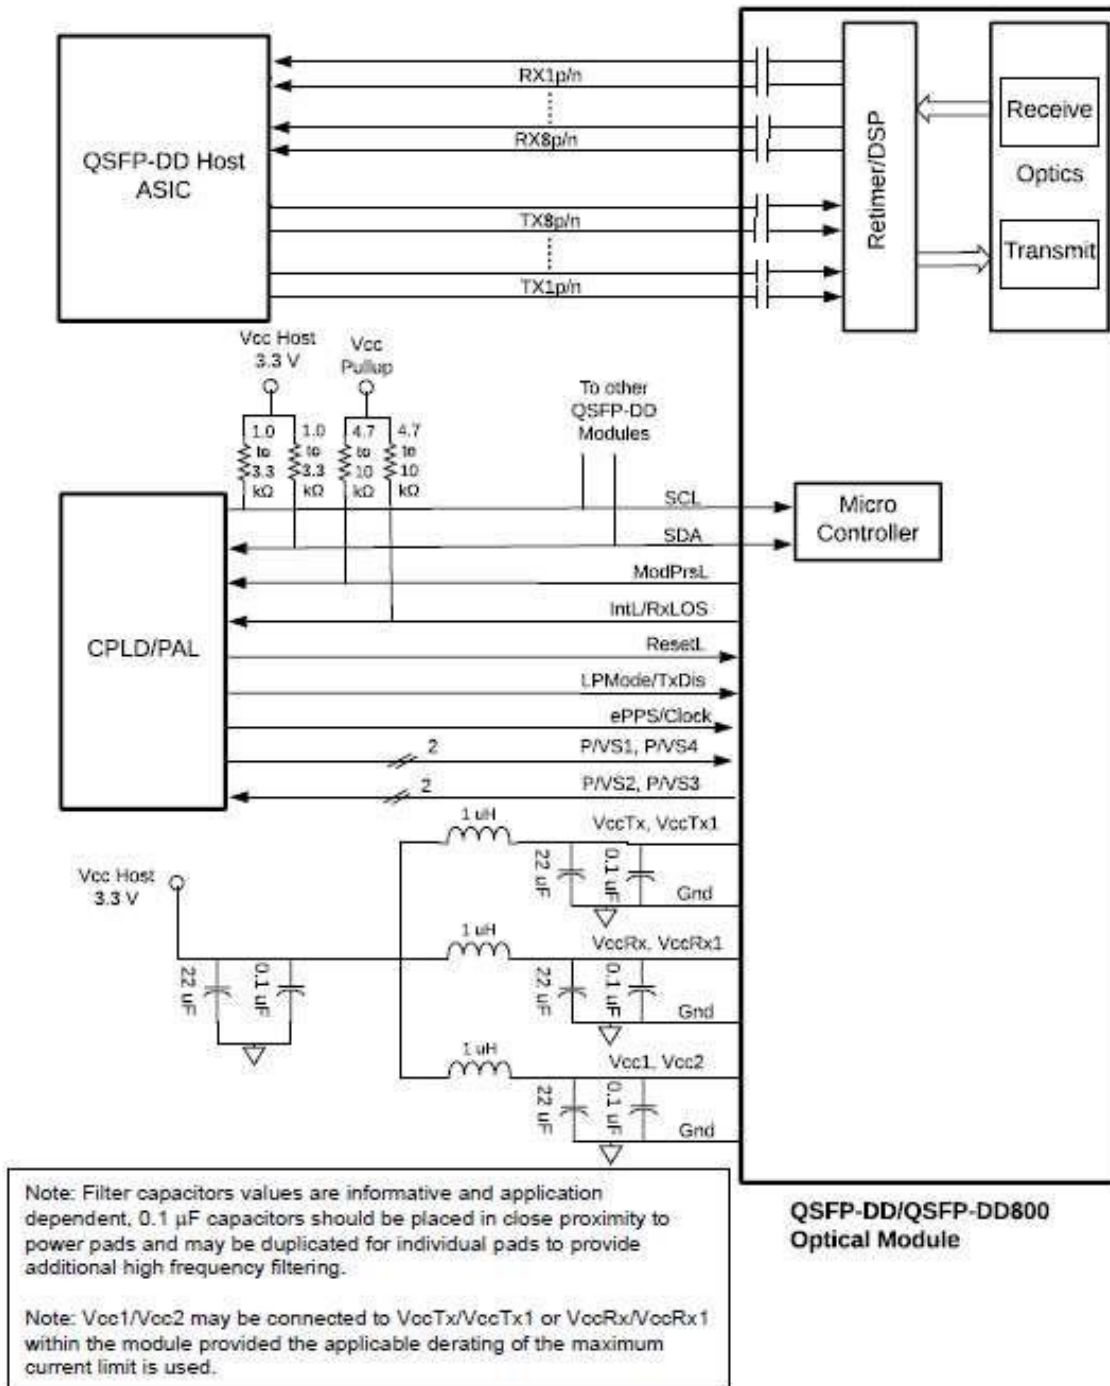 RX1p/n
RX8p/n
TX8p/n
TX1p/n
QSFP-DD Host
ASIC
Retimer/DSP
Receive
Optics
Transmit
Vcc Host
3.3 V
Vcc
Pullup
1.0
to
3.3
kΩ
1.0
to
3.3
kΩ
4.7
to
10
kΩ
4.7
to
10
kΩ
To other
QSFP-DD
Modules
SCL
SDA
ModPrsL
IntL/RxLOS
ResetL
LPMode/TxDis
ePPS/Clock
2
P/VS1, P/VS4
2
P/VS2, P/VS3
Micro
Controller
CPLD/PAL
1 uH
VccTx, VccTx1
22 uF
0.1 uF
Gnd
Vcc Host
3.3 V
22 uF
0.1 uF
1 uH
VccRx, VccRx1
22 uF
0.1 uF
Gnd
1 uH
Vcc1, Vcc2
22 uF
0.1 uF
Gnd
QSFP-DD/QSFP-DD800
Optical Module
Note: Filter capacitors values are informative and application
dependent, 0.1 µF capacitors should be placed in close proximity to
power pads and may be duplicated for individual pads to provide
additional high frequency filtering.
Note: Vcc1/Vcc2 may be connected to VccTx/VccTx1 or VccRx/VccRx1
within the module provided the applicable derating of the maximum
current limit is used.